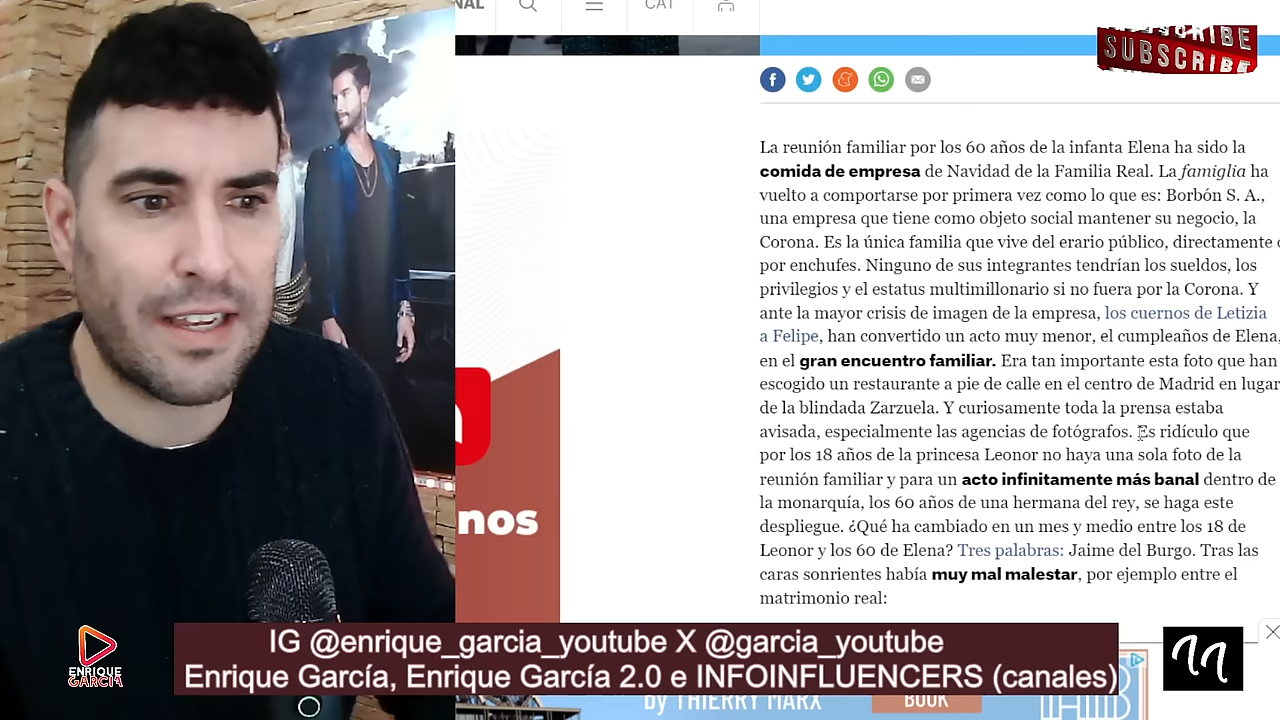 NAL
CAT
SUBSCRIBE
SUBSCRIBE
La reunión familiar por los 60 años de la infanta Elena ha sido la
comida de empresa de Navidad de la Familia Real. La famiglia ha
vuelto a comportarse por primera vez como lo que es: Borbón S. A.,
una empresa que tiene como objeto social mantener su negocio, la
Corona. Es la única familia que vive del erario público, directamente o
por enchufes. Ninguno de sus integrantes tendrían los sueldos, los
privilegios y el estatus multimillonario si no fuera por la Corona. Y
ante la mayor crisis de imagen de la empresa, los cuernos de Letizia
a Felipe, han convertido un acto muy menor, el cumpleaños de Elena,
en el gran encuentro familiar. Era tan importante esta foto que han
escogido un restaurante a pie de calle en el centro de Madrid en lugar
de la blindada Zarzuela. Y curiosamente toda la prensa estaba
avisada, especialmente las agencias de fotógrafos. Es ridículo que
por los 18 años de la princesa Leonor no haya una sola foto de la
reunión familiar y para un acto infinitamente más banal dentro de
la monarquía, los 60 años de una hermana del rey, se haga este
despliegue. ¿Qué ha cambiado en un mes y medio entre los 18 de
Leonor y los 60 de Elena? Tres palabras: Jaime del Burgo. Tras las
caras sonrientes había muy mal malestar, por ejemplo entre el
matrimonio real:
nos
IG @enrique_garcia_youtube X @garcia_youtube
Enrique García, Enrique García 2.0 e INFOINFLUENCERS (canales)
ENRIQUE
GARCÍA
by THIERRY MARX
BOOK